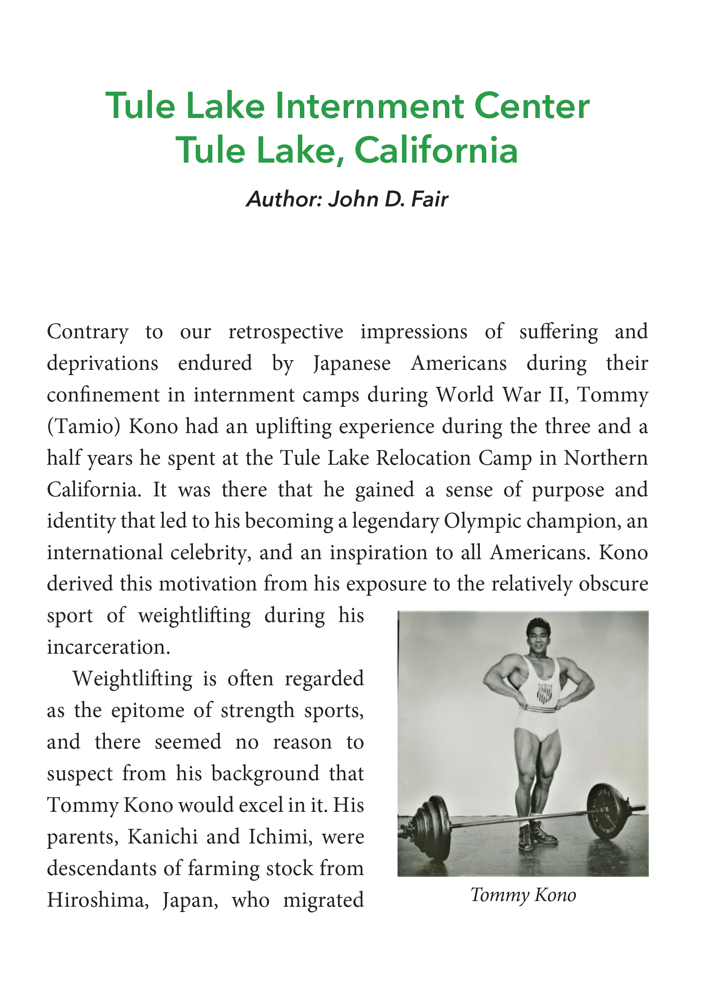 Tule Lake Internment Center
Tule Lake, California
Author: John D. Fair
Contrary to our retrospective impressions of suffering and
deprivations endured by Japanese Americans during their
confinement in internment camps during World War II, Tommy
(Tamio) Kono had an uplifting experience during the three and a
half years he spent at the Tule Lake Relocation Camp in Northern
California. It was there that he gained a sense of purpose and
identity that led to his becoming a legendary Olympic champion, an
international celebrity, and an inspiration to all Americans. Kono
derived this motivation from his exposure to the relatively obscure
sport of weightlifting during his
incarceration.
Weightlifting is often regarded
as the epitome of strength sports,
and there seemed no reason to
suspect from his background that
Tommy Kono would excel in it. His
parents, Kanichi and Ichimi, were
descendants of farming stock from
Hiroshima, Japan, who migrated
AAU
YORK
Tommy Kono